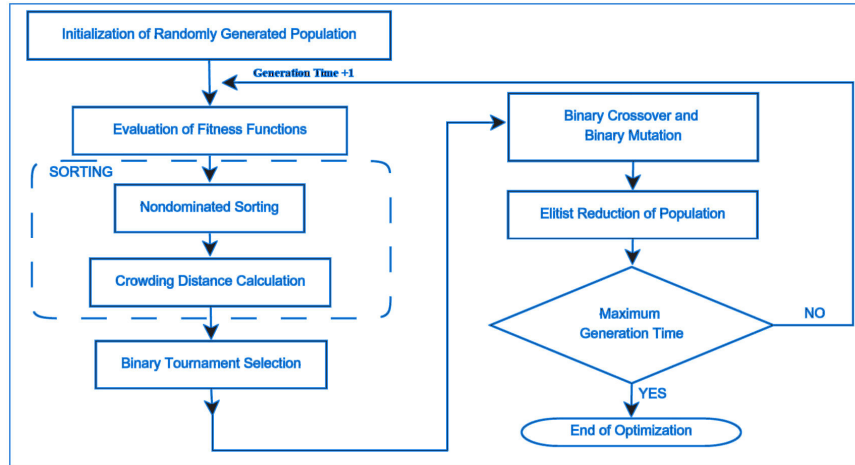 Initialization of Randomly Generated Population
Generation Time +1
Evaluation of Fitness Functions
SORTING
Nondominated Sorting
Crowding Distance Calculation
Binary Tournament Selection
Binary Crossover and
Binary Mutation
Elitist Reduction of Population
Maximum
Generation Time
NO
YES
End of Optimization